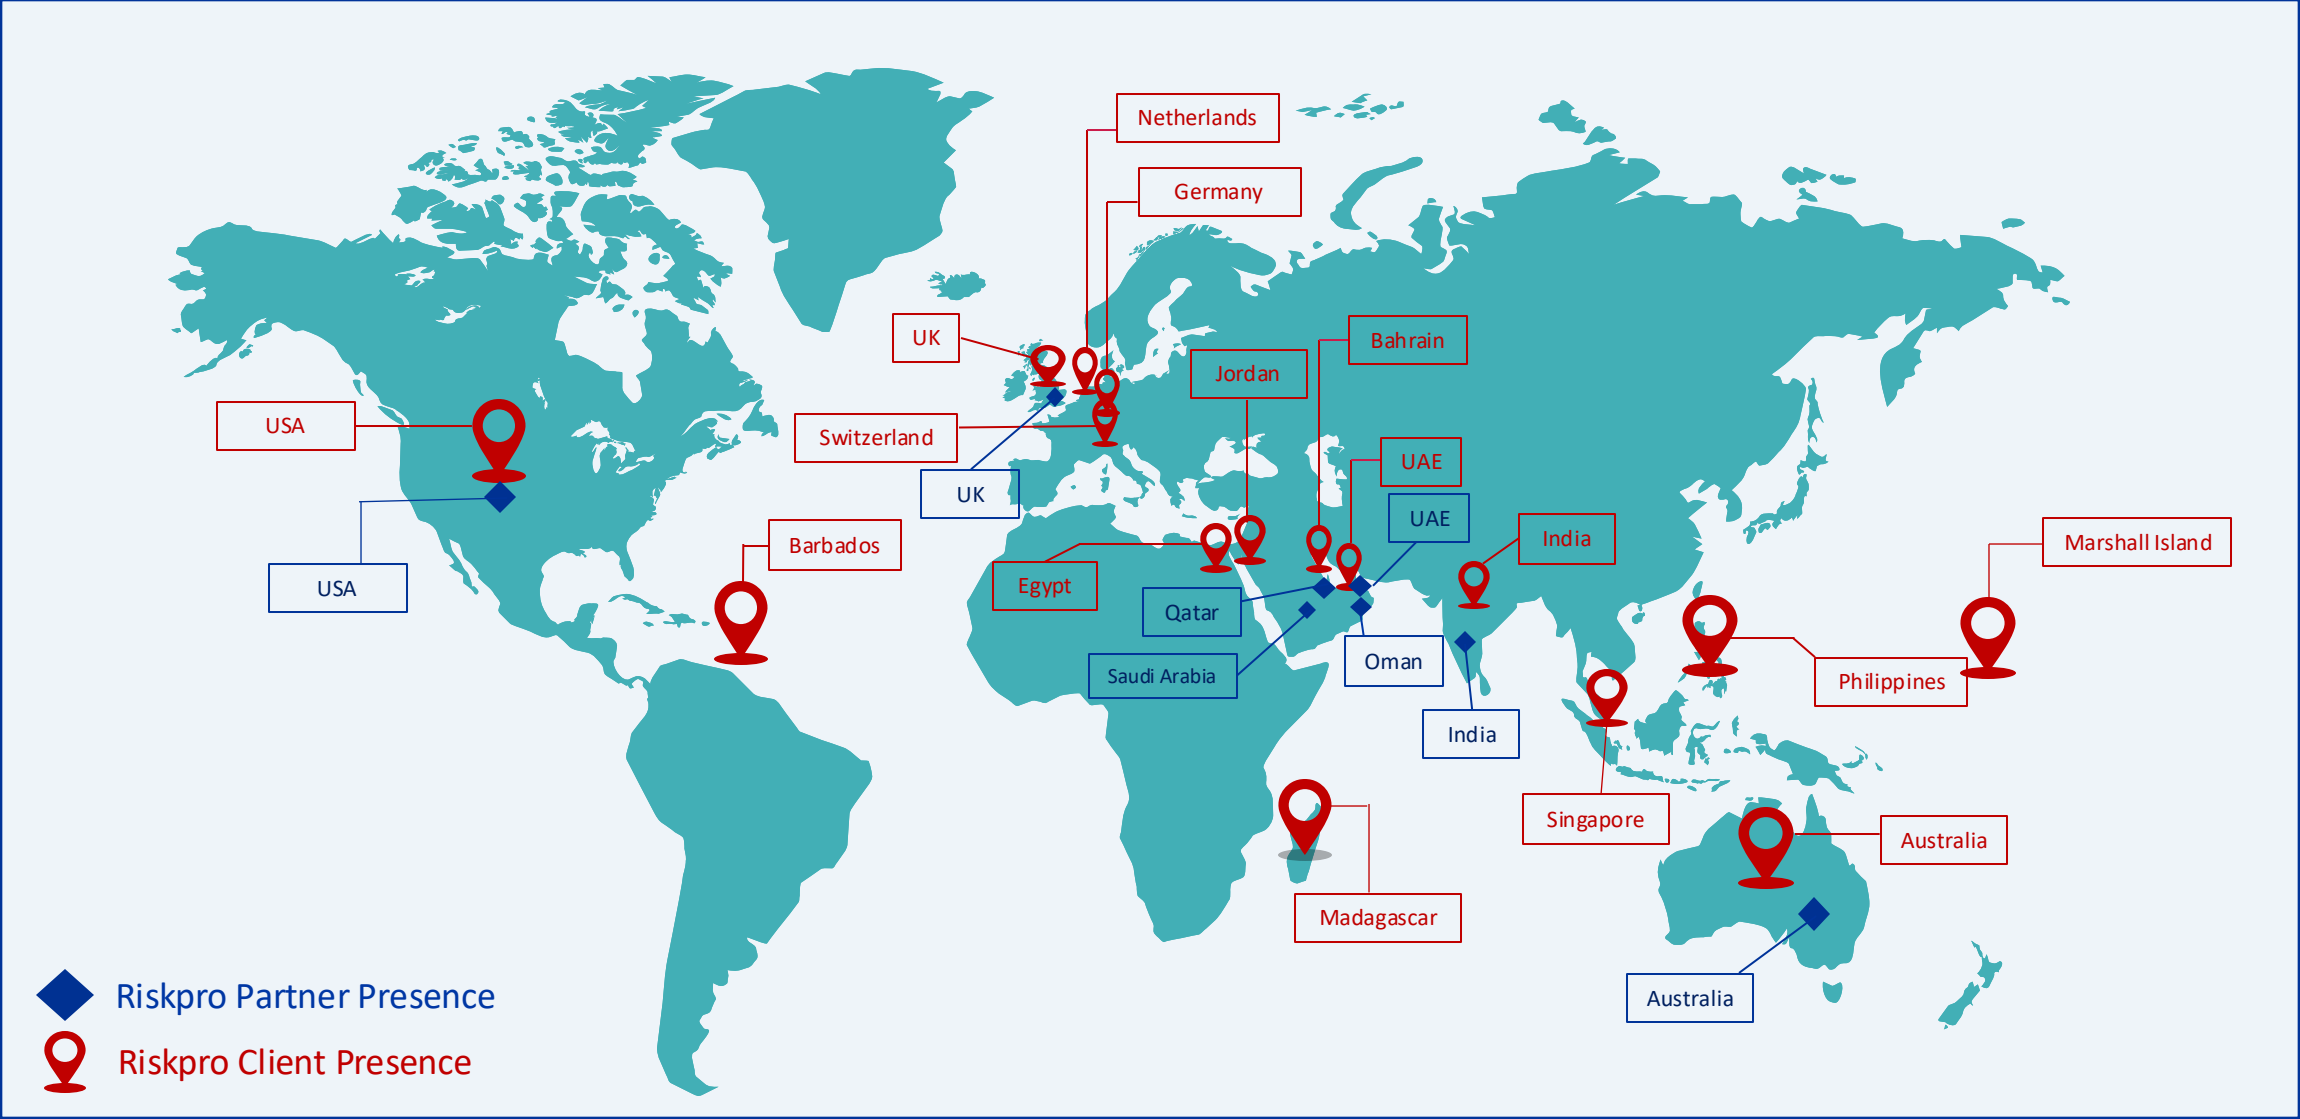 Netherlands
Germany
UK
Bahrain
Jordan
USA
Switzerland
UAE
UK
UAE
Barbados
India
Marshall Island
USA
Egypt
Qatar
Saudi Arabia
Oman
Philippines
India
Singapore
Australia
Madagascar
Australia
Riskpro Partner Presence
Riskpro Client Presence